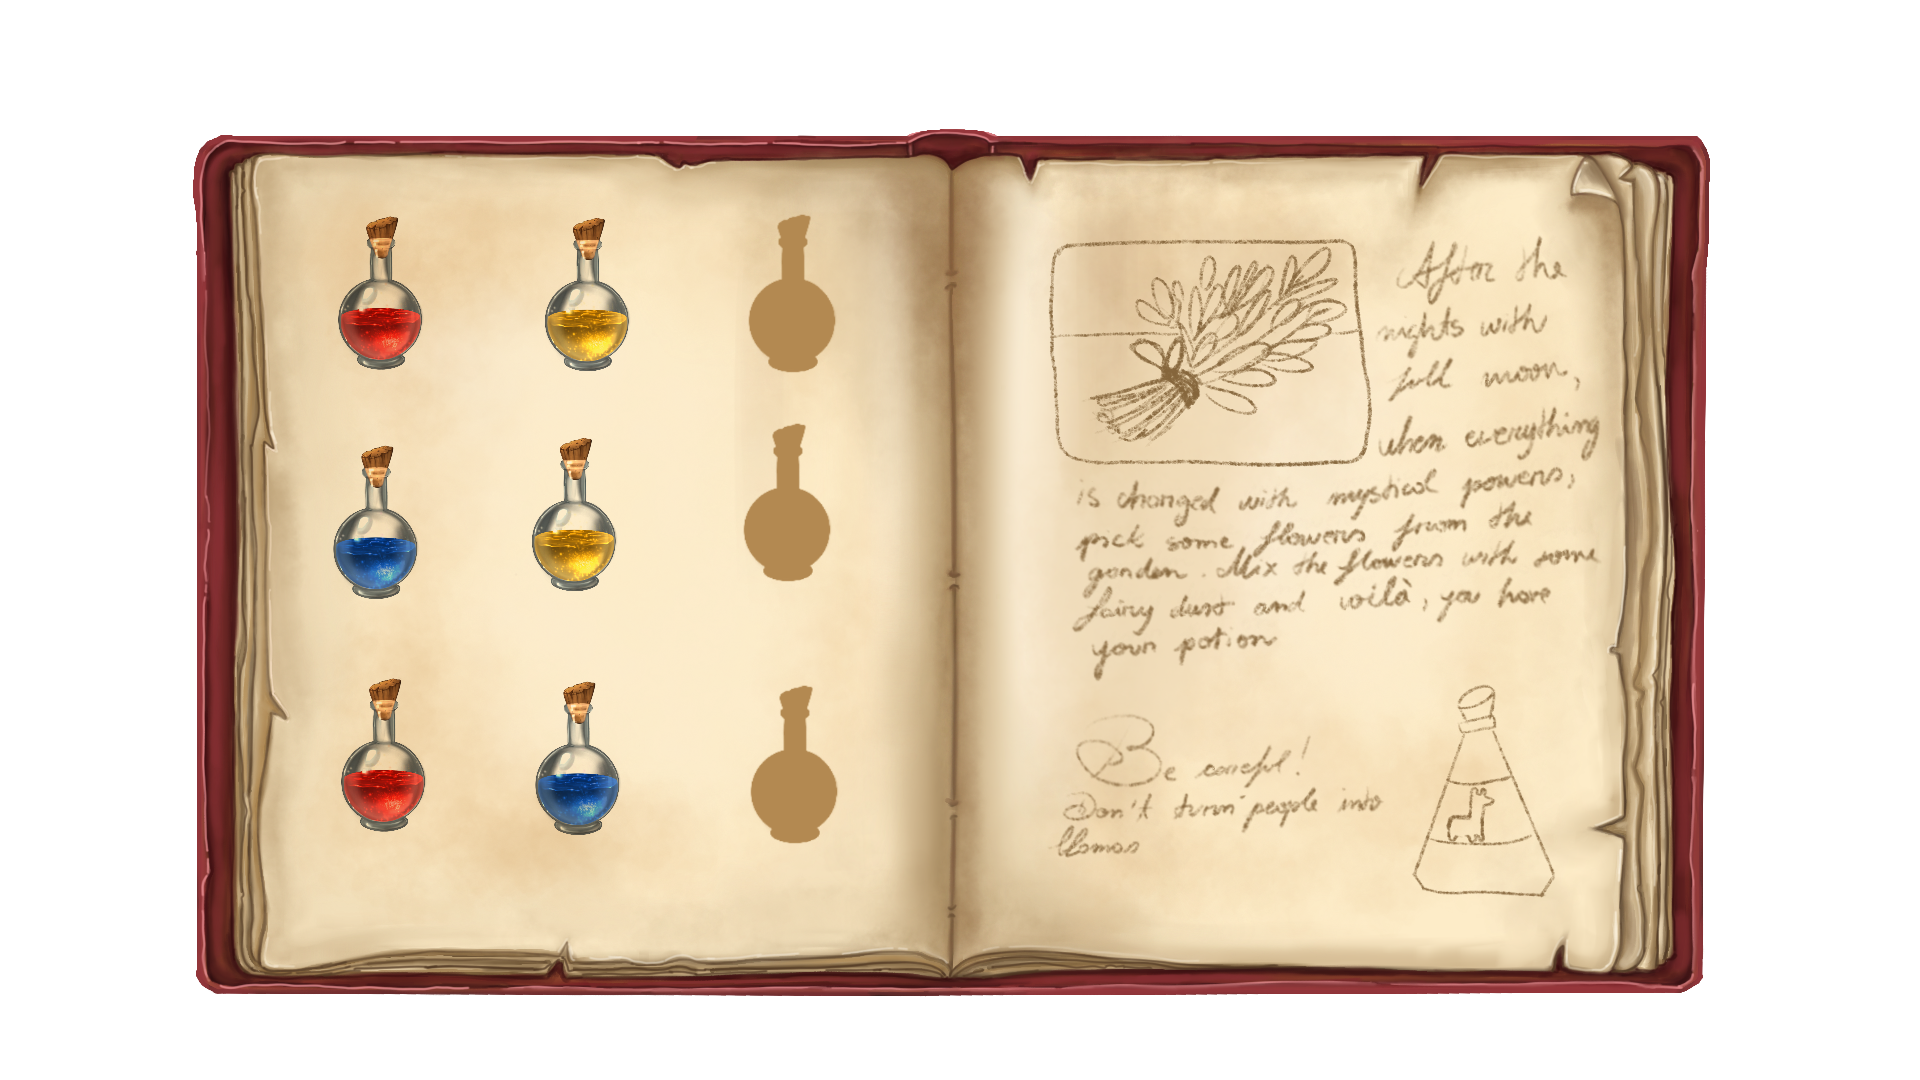 After the
nights with
full moon,
when everything
is changed with mystical powers,
pick some flowers from the
garden. Mix the flowers with some
fairy dust and voilà, you have
your potion
Be careful!
Don't turn people into
llamas